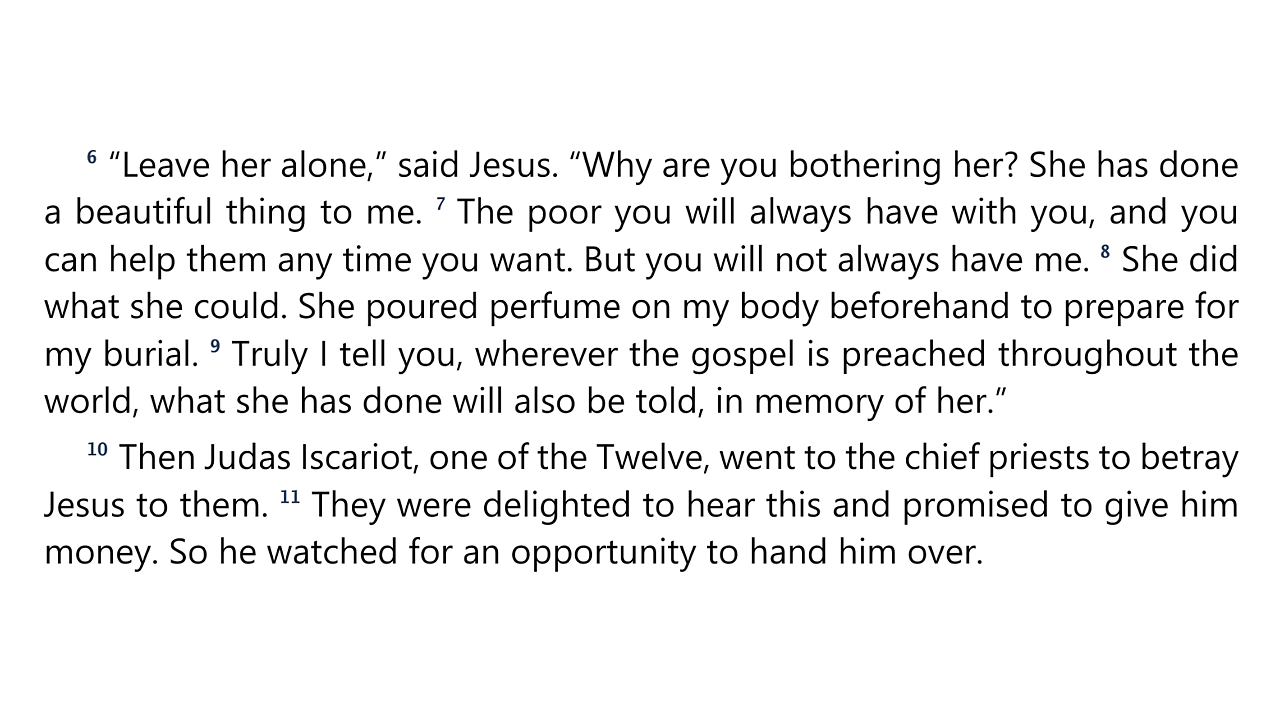 6 “Leave her alone,” said Jesus. “Why are you bothering her? She has done
a beautiful thing to me. 7 The poor you will always have with you, and you
can help them any time you want. But you will not always have me. 8 She did
what she could. She poured perfume on my body beforehand to prepare for
my burial. 9 Truly I tell you, wherever the gospel is preached throughout the
world, what she has done will also be told, in memory of her.”
10 Then Judas Iscariot, one of the Twelve, went to the chief priests to betray
Jesus to them. 11 They were delighted to hear this and promised to give him
money. So he watched for an opportunity to hand him over.